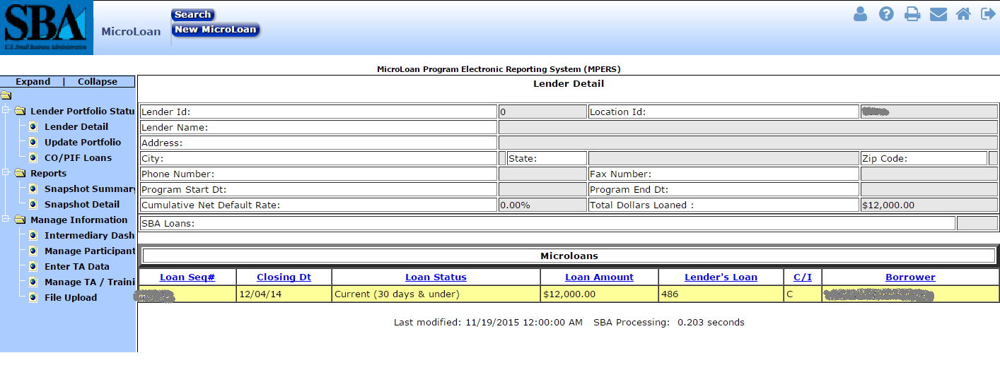 SBA
U.S. Small Business Administration
MicroLoan
Search
New MicroLoan
MicroLoan Program Electronic Reporting System (MPERS)
Expand | Collapse
Lender Portfolio Statu
Lender Detail
Update Portfolio
CO/PIF Loans
Reports
Snapshot Summary
Snapshot Detail
Manage Information
Intermediary Dash
Manage Participant
Enter TA Data
Manage TA / Traini
File Upload
Lender Detail
Lender Id: 0 Location Id:
Lender Name:
Address:
City: State: Zip Code:
Phone Number: Fax Number:
Program Start Dt: Program End Dt:
Cumulative Net Default Rate: 0.00% Total Dollars Loaned : $12,000.00
SBA Loans:
Microloans
Loan Seq# Closing Dt Loan Status Loan Amount Lender's Loan C/I Borrower
12/04/14 Current (30 days & under) $12,000.00 486 C
Last modified: 11/19/2015 12:00:00 AM SBA Processing: 0.203 seconds